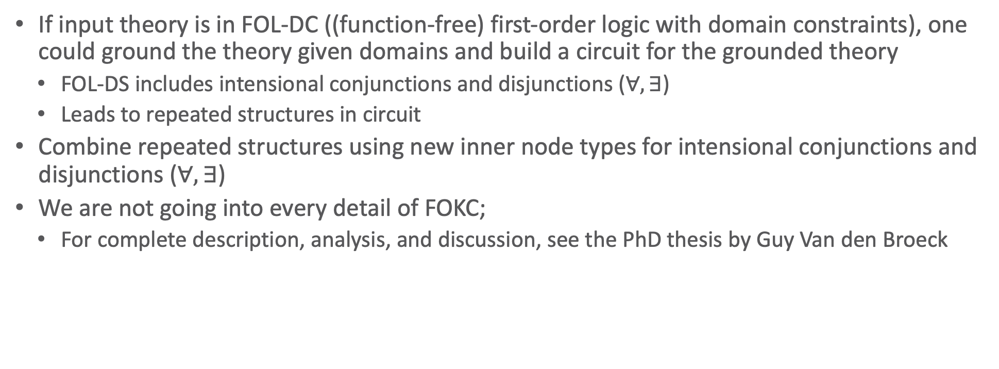 • If input theory is in FOL-DC ((function-free) first-order logic with domain constraints), one
could ground the theory given domains and build a circuit for the grounded theory
• FOL-DS includes intensional conjunctions and disjunctions (∀, ∃)
• Leads to repeated structures in circuit
• Combine repeated structures using new inner node types for intensional conjunctions and
disjunctions (∀, ∃)
• We are not going into every detail of FOKC;
• For complete description, analysis, and discussion, see the PhD thesis by Guy Van den Broeck